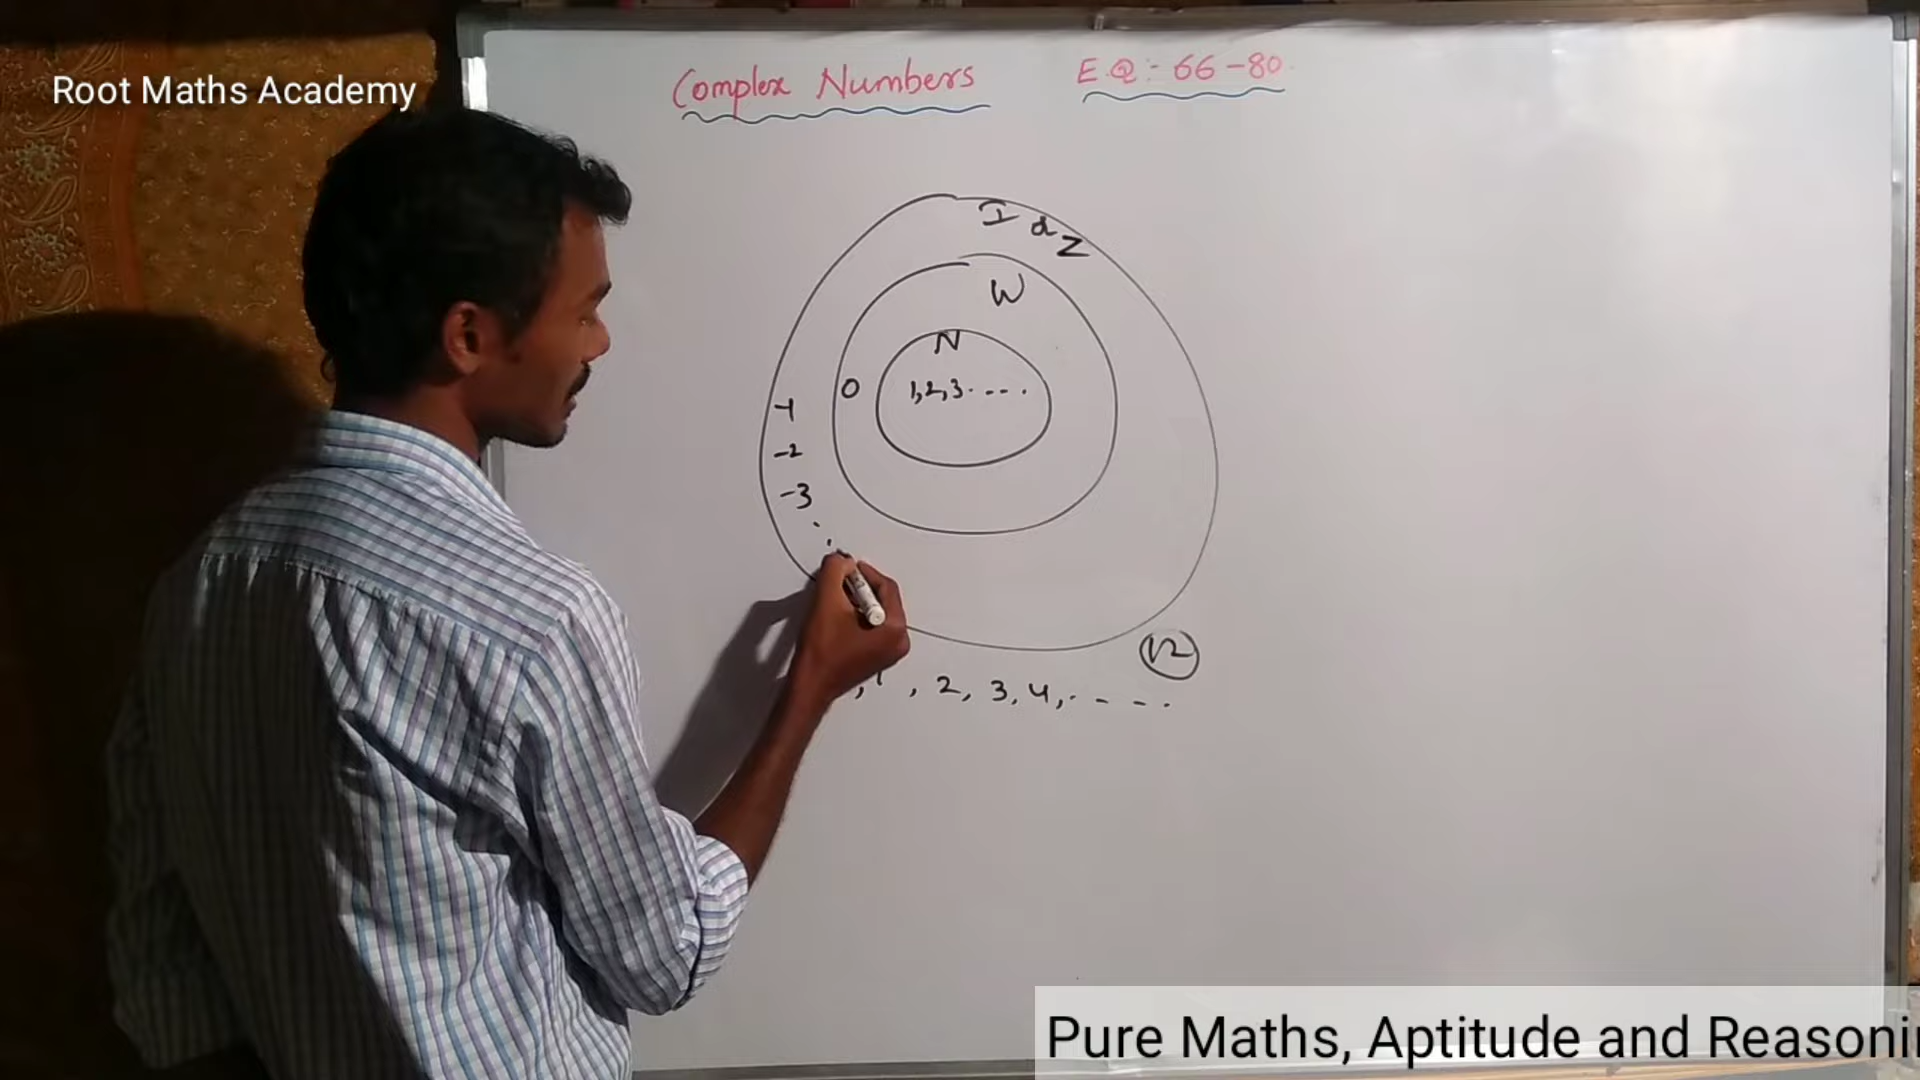 Root Maths Academy
Complex Numbers E.Q:- 66-80.
I or Z
W
N
0 1,2,3.---.
-1
-2
-3
, 1, 2, 3, 4, . - - .
Pure Maths, Aptitude and Reasoni